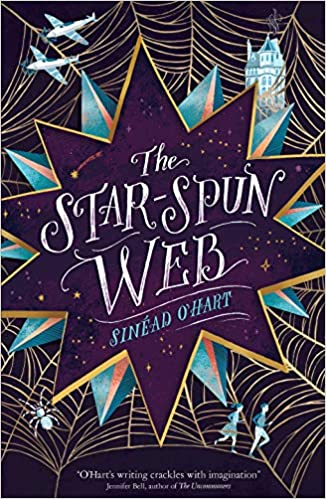 The
STAR-SPUN
WEB
SINÉAD O'HART
"O'Hart's writing crackles with imagination"
Jennifer Bell, author of The Uncommoners